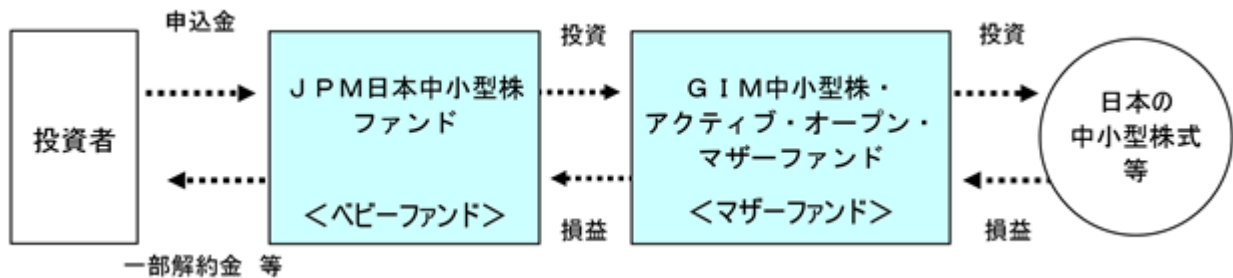 申込金
投資
投資
投資者
ＪＰＭ日本中小型株
ファンド
＜ベビーファンド＞
ＧＩＭ中小型株・
アクティブ・オープン・
マザーファンド
＜マザーファンド＞
日本の
中小型株式
等
一部解約金 等
損益
損益